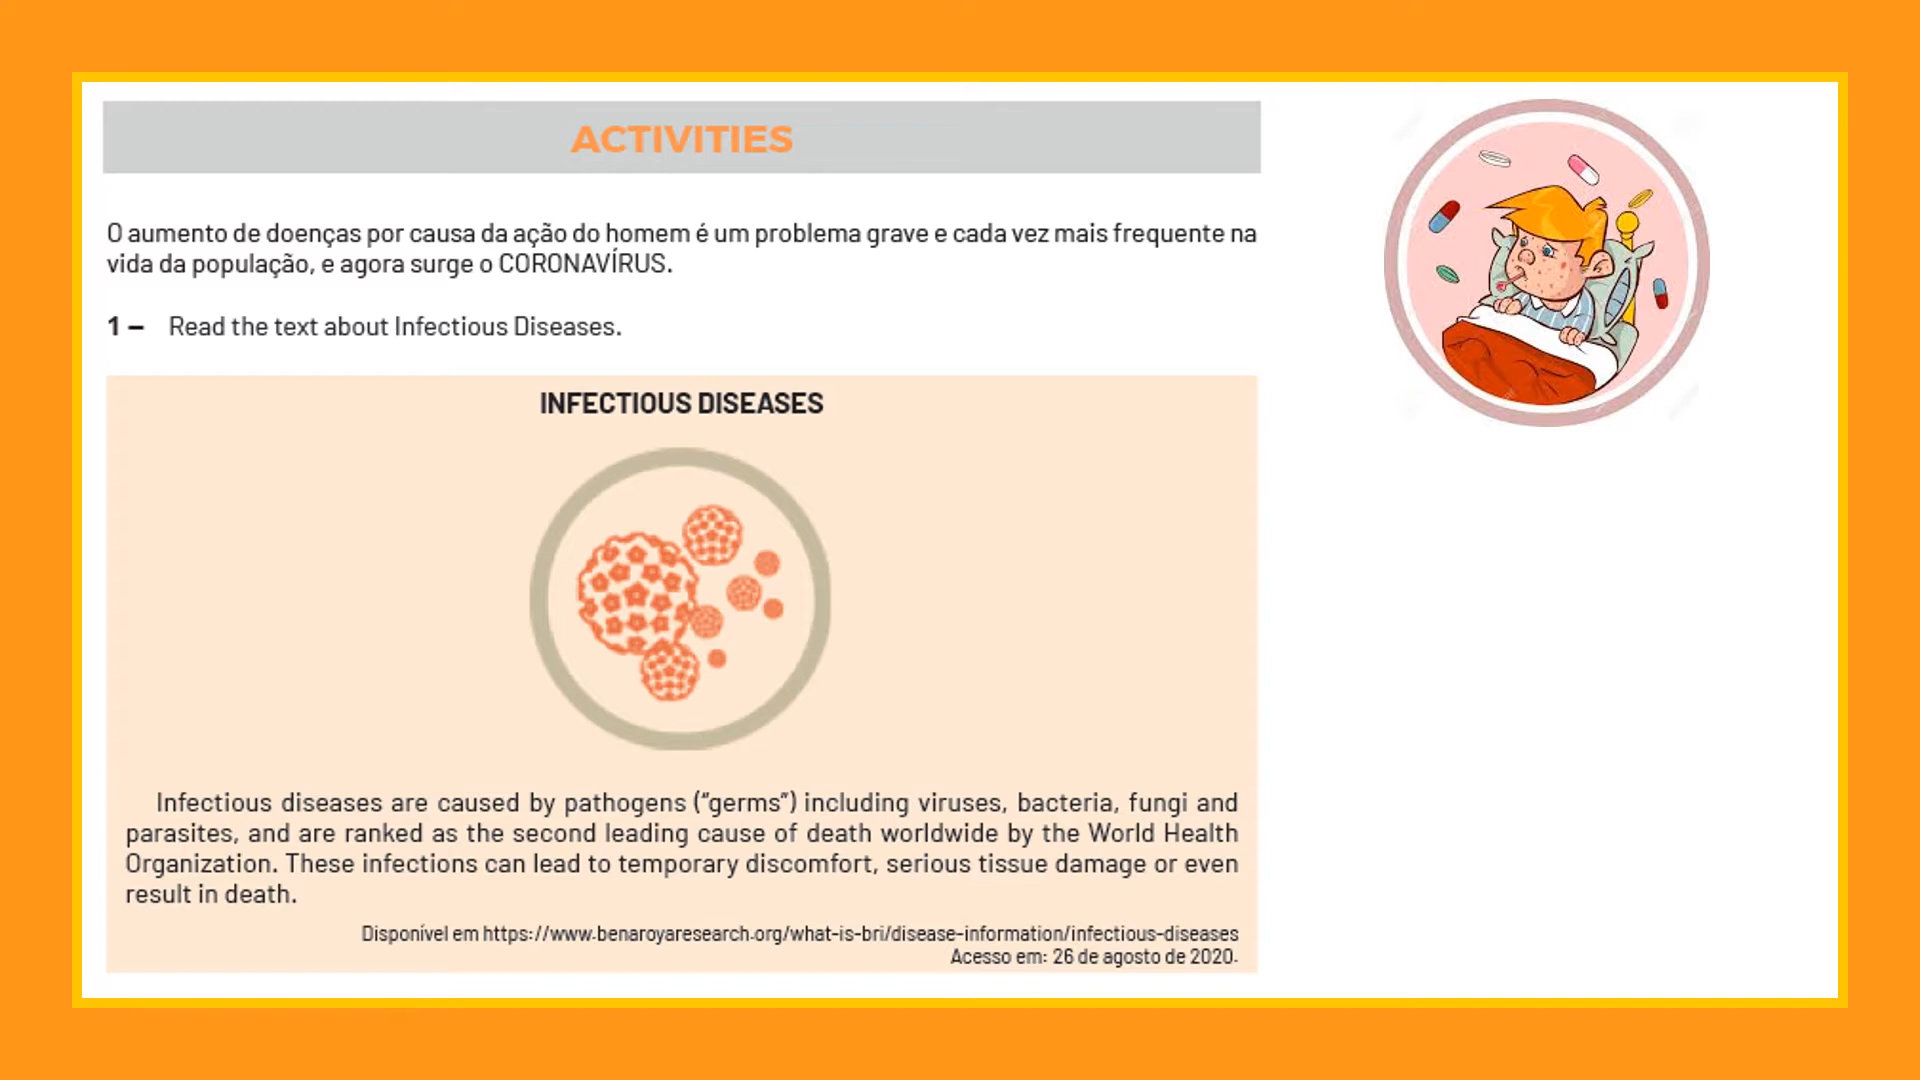 ACTIVITIES
O aumento de doenças por causa da ação do homem é um problema grave e cada vez mais frequente na
vida da população, e agora surge o CORONAVÍRUS.
1 – Read the text about Infectious Diseases.
INFECTIOUS DISEASES
Infectious diseases are caused by pathogens (“germs”) including viruses, bacteria, fungi and
parasites, and are ranked as the second leading cause of death worldwide by the World Health
Organization. These infections can lead to temporary discomfort, serious tissue damage or even
result in death.
Disponível em https://www.benaroyaresearch.org/what-is-bri/disease-information/infectious-diseases
Acesso em: 26 de agosto de 2020.